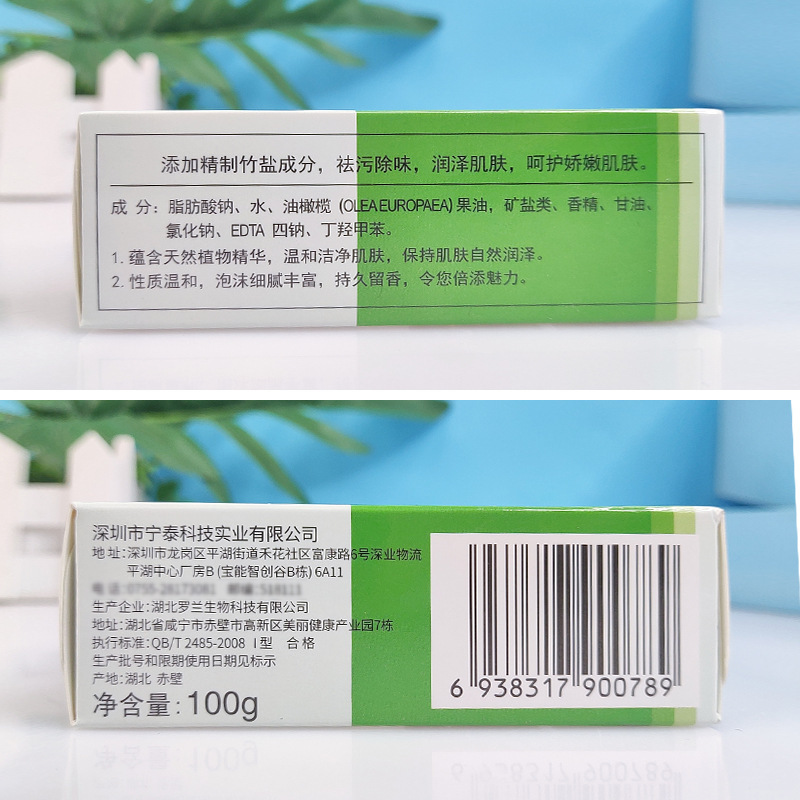 添加精制竹盐成分，祛污除味，润泽肌肤，呵护娇嫩肌肤。
成 分：脂肪酸钠、水、油橄榄 (OLEA EUROPAEA) 果油，矿盐类、香精、甘油、
氯化钠、EDTA 四钠、丁羟甲苯。
1. 蕴含天然植物精华，温和洁净肌肤，保持肌肤自然润泽。
2. 性质温和，泡沫细腻丰富，持久留香，令您倍添魅力。
深圳市宁泰科技实业有限公司
地 址：深圳市龙岗区平湖街道禾花社区富康路6号深业物流
平湖中心厂房B (宝能智创谷B栋) 6A11
生产企业：湖北罗兰生物科技有限公司
地址：湖北省咸宁市赤壁市高新区美丽健康产业园7栋
执行标准：QB/T 2485-2008 I型 合格
生产批号和限期使用日期见标示
产地：湖北 赤壁
净含量：100g
6 938317 900789